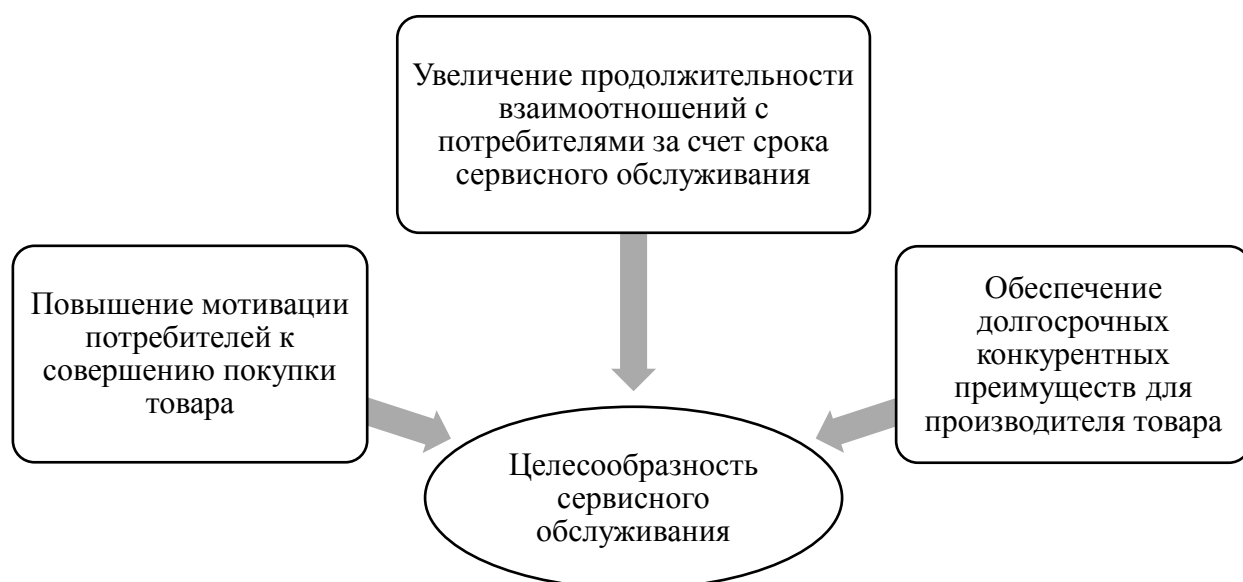 Увеличение продолжительности
взаимоотношений с
потребителями за счет срока
сервисного обслуживания
Повышение мотивации
потребителей к
совершению покупки
товара
Обеспечение
долгосрочных
конкурентных
преимуществ для
производителя товара
Целесообразность
сервисного
обслуживания